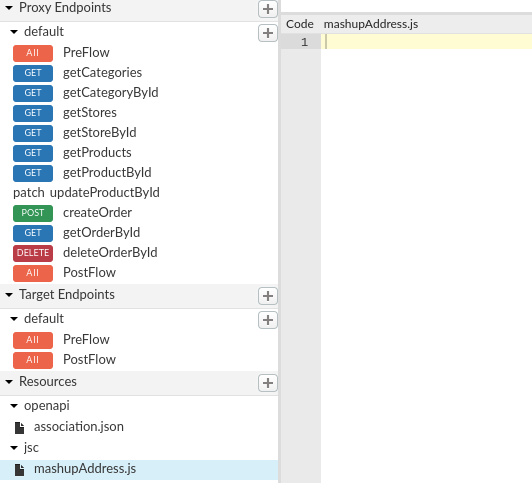 Proxy Endpoints
default
All PreFlow
GET getCategories
GET getCategoryById
GET getStores
GET getStoreById
GET getProducts
GET getProductById
patch updateProductById
POST createOrder
GET getOrderById
DELETE deleteOrderById
All PostFlow
Target Endpoints
default
All PreFlow
All PostFlow
Resources
openapi
association.json
jsc
mashupAddress.js
Code mashupAddress.js
1